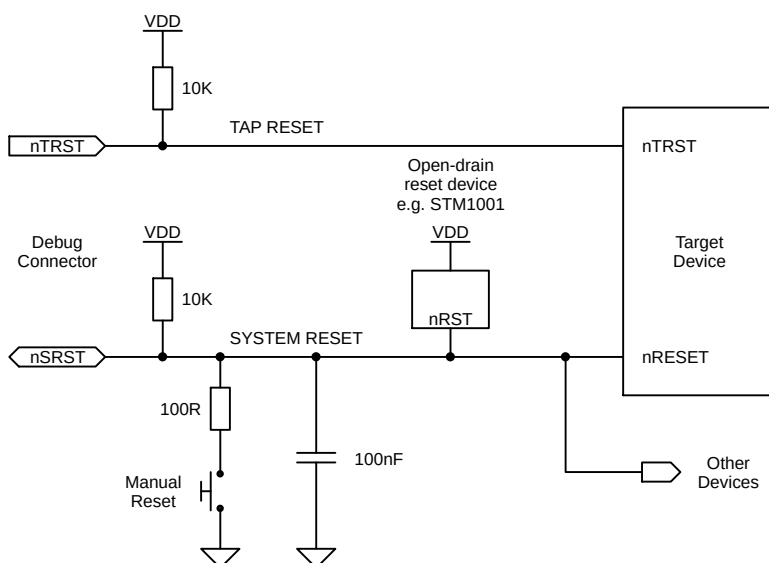 VDD
10K
TAP RESET
nTRST
nTRST
Open-drain
reset device
e.g. STM1001
Debug
Connector
VDD
VDD
Target
Device
10K
nRST
SYSTEM RESET
nSRST
nRESET
100R
Manual
Reset
100nF
Other
Devices